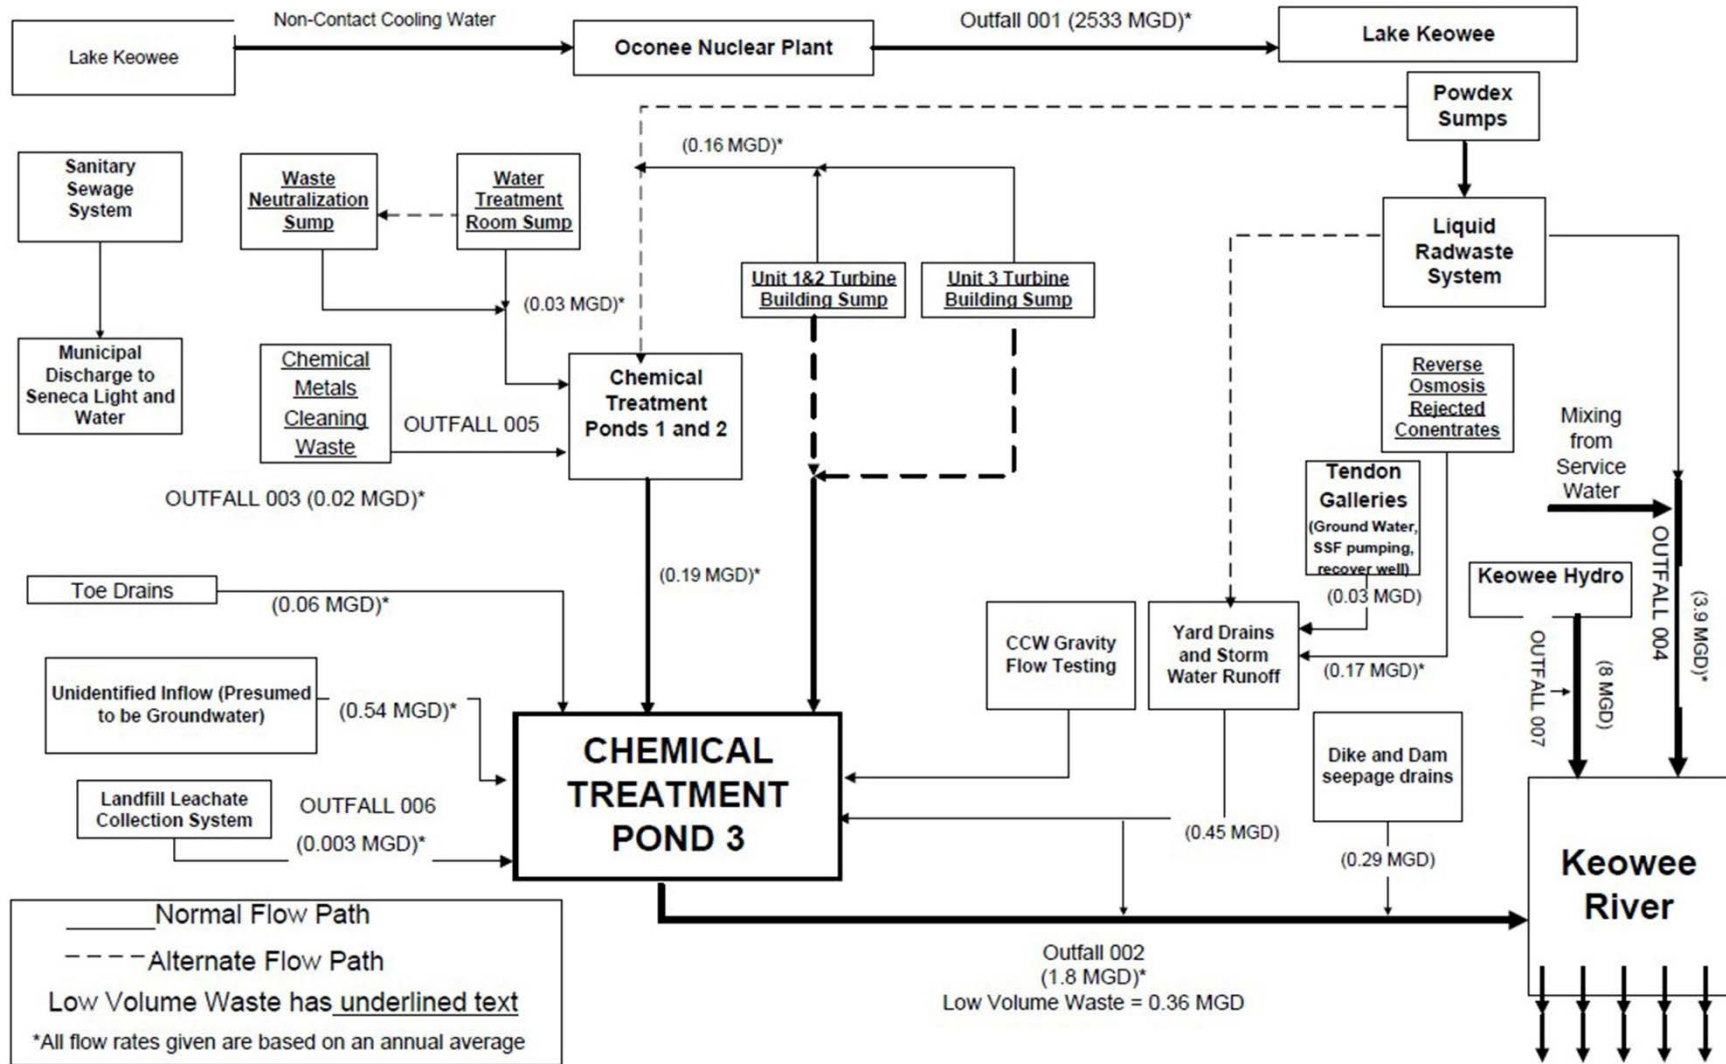 Non-Contact Cooling Water
Outfall 001 (2533 MGD)*
Lake Keowee
Oconee Nuclear Plant
Lake Keowee
Powdex
Sumps
(0.16 MGD)*
Sanitary
Sewage
System
Waste
Neutralization
Sump
Water
Treatment
Room Sump
Liquid
Radwaste
System
Unit 1&2 Turbine
Building Sump
Unit 3 Turbine
Building Sump
(0.03 MGD)*
Municipal
Discharge to
Seneca Light and
Water
Chemical
Metals
Cleaning
Waste
OUTFALL 005
Chemical
Treatment
Ponds 1 and 2
Reverse
Osmosis
Rejected
Conentrates
Mixing
from
Service
Water
OUTFALL 003 (0.02 MGD)*
Tendon
Galleries
(Ground Water,
SSF pumping,
recover well)
(0.03 MGD)
OUTFALL 004
(3.9 MGD)*
Keowee Hydro
OUTFALL 007
(8 MGD)
Toe Drains
(0.06 MGD)*
(0.19 MGD)*
CCW Gravity
Flow Testing
Yard Drains
and Storm
Water Runoff
(0.17 MGD)*
Unidentified Inflow (Presumed
to be Groundwater)
(0.54 MGD)*
CHEMICAL
TREATMENT
POND 3
Dike and Dam
seepage drains
Landfill Leachate
Collection System
OUTFALL 006
(0.003 MGD)*
(0.45 MGD)
(0.29 MGD)
Keowee
River
Normal Flow Path
Alternate Flow Path
Low Volume Waste has underlined text
*All flow rates given are based on an annual average
Outfall 002
(1.8 MGD)*
Low Volume Waste = 0.36 MGD